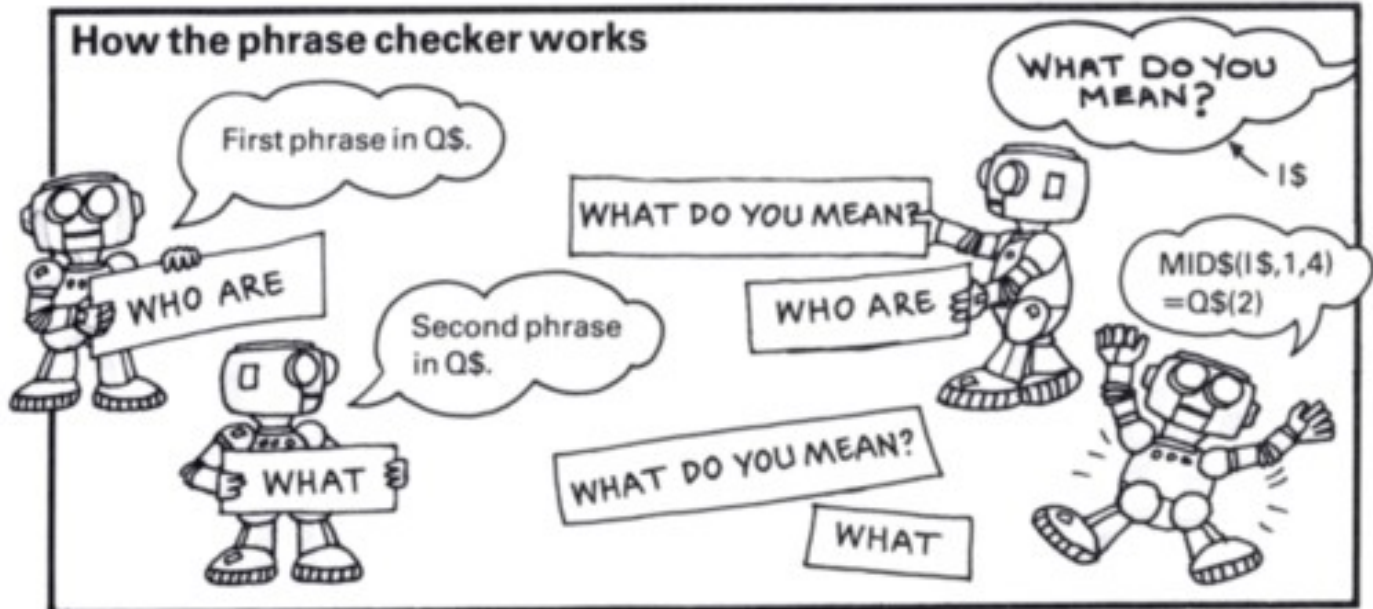 How the phrase checker works
First phrase in Q$.
WHO ARE
Second phrase
in Q$.
WHAT
WHAT DO YOU
MEAN?
I$
WHAT DO YOU MEAN?
WHO ARE
MID$(I$,1,4)
=Q$(2)
WHAT DO YOU MEAN?
WHAT